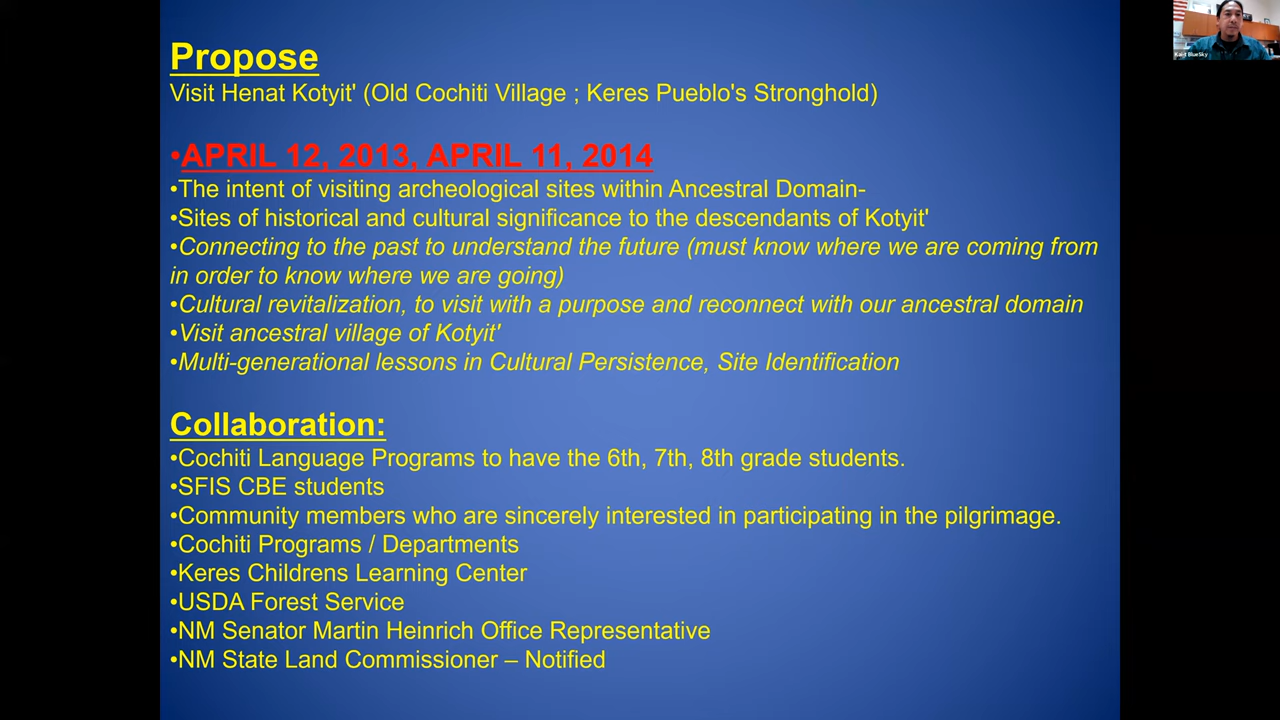 Propose
Visit Henat Kotyit' (Old Cochiti Village ; Keres Pueblo's Stronghold)
•APRIL 12, 2013, APRIL 11, 2014
•The intent of visiting archeological sites within Ancestral Domain-
•Sites of historical and cultural significance to the descendants of Kotyit'
•Connecting to the past to understand the future (must know where we are coming from
in order to know where we are going)
•Cultural revitalization, to visit with a purpose and reconnect with our ancestral domain
•Visit ancestral village of Kotyit'
•Multi-generational lessons in Cultural Persistence, Site Identification
Collaboration:
•Cochiti Language Programs to have the 6th, 7th, 8th grade students.
•SFIS CBE students
•Community members who are sincerely interested in participating in the pilgrimage.
•Cochiti Programs / Departments
•Keres Childrens Learning Center
•USDA Forest Service
•NM Senator Martin Heinrich Office Representative
•NM State Land Commissioner – Notified
BlueSky